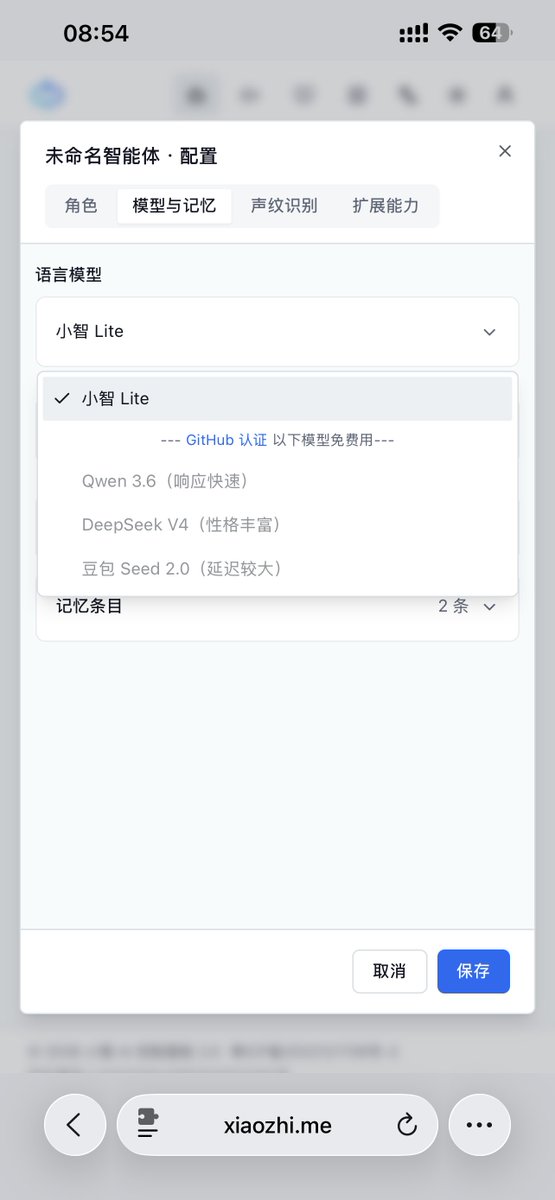 08:54
64
未命名智能体 · 配置
角色 模型与记忆 声纹识别 扩展能力
语言模型
小智 Lite
小智 Lite
--- GitHub 认证 以下模型免费用---
Qwen 3.6（响应快速）
DeepSeek V4（性格丰富）
豆包 Seed 2.0（延迟较大）
记忆条目 2 条
取消 保存
xiaozhi.me